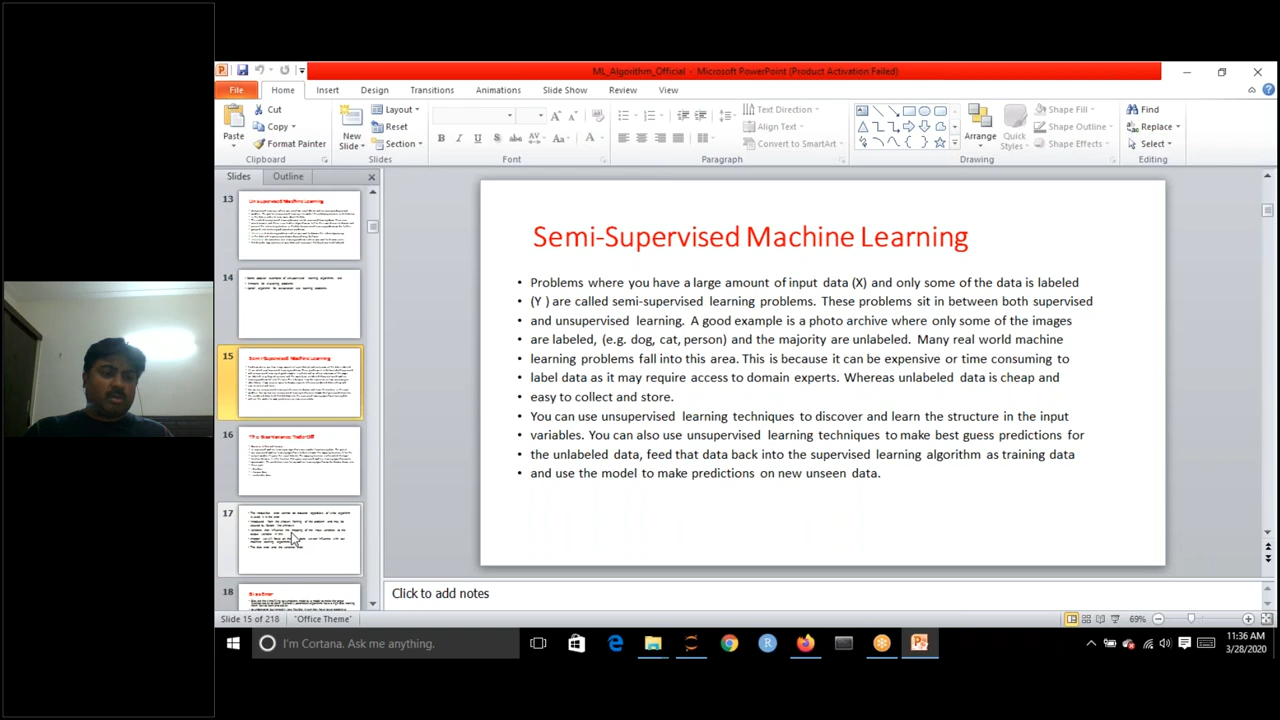 ML_Algorithm_Official - Microsoft PowerPoint (Product Activation Failed)
File Home Insert Design Transitions Animations Slide Show Review View
Paste
Cut
Copy
Format Painter
Clipboard
New
Slide
Layout
Reset
Section
Slides
Font
Text Direction
Align Text
Convert to SmartArt
Paragraph
Arrange
Quick
Styles
Shape Fill
Shape Outline
Shape Effects
Drawing
Find
Replace
Select
Editing
Slides Outline
13
14
15
Semi-Supervised Machine Learning
16
17
18
Bias Error
Semi-Supervised Machine Learning
• Problems where you have a large amount of input data (X) and only some of the data is labeled
• (Y ) are called semi-supervised learning problems. These problems sit in between both supervised
• and unsupervised learning. A good example is a photo archive where only some of the images
• are labeled, (e.g. dog, cat, person) and the majority are unlabeled. Many real world machine
• learning problems fall into this area. This is because it can be expensive or time consuming to
• label data as it may require access to domain experts. Whereas unlabeled data is cheap and
• easy to collect and store.
• You can use unsupervised learning techniques to discover and learn the structure in the input
• variables. You can also use unsupervised learning techniques to make best guess predictions for
• the unlabeled data, feed that data back into the supervised learning algorithm as training data
• and use the model to make predictions on new unseen data.
Click to add notes
Slide 15 of 218 "Office Theme" 69%
I'm Cortana. Ask me anything.
11:36 AM
3/28/2020